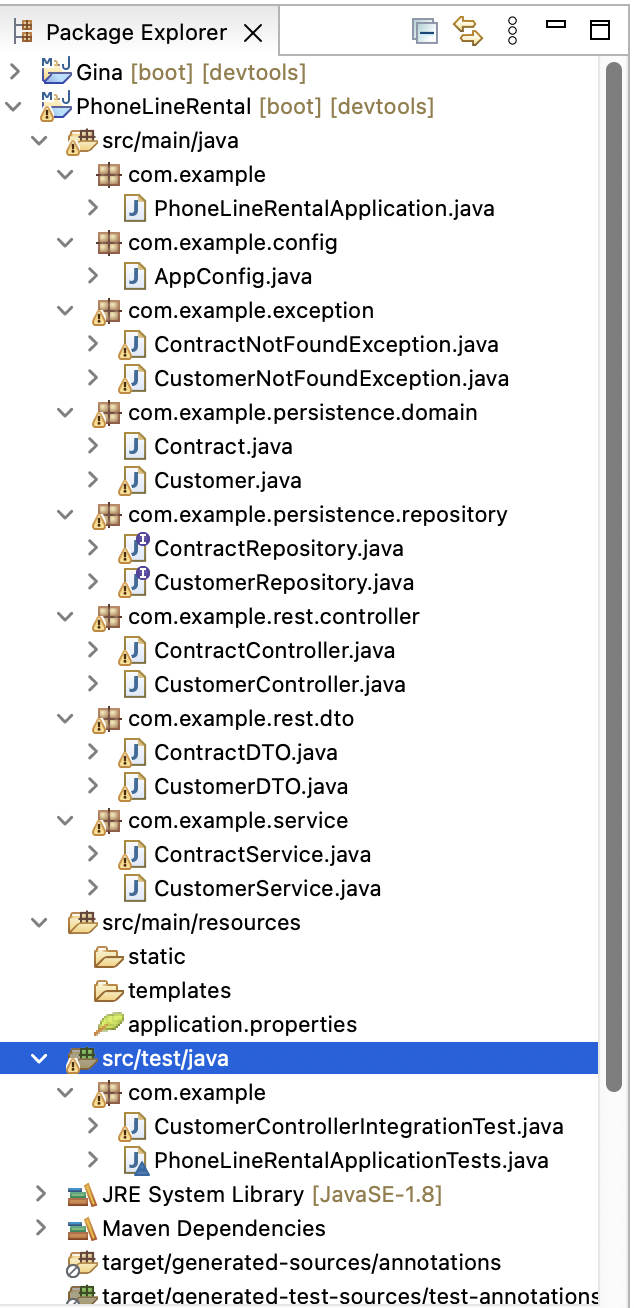 Package Explorer
Gina [boot] [devtools]
PhoneLineRental [boot] [devtools]
src/main/java
com.example
PhoneLineRentalApplication.java
com.example.config
AppConfig.java
com.example.exception
ContractNotFoundException.java
CustomerNotFoundException.java
com.example.persistence.domain
Contract.java
Customer.java
com.example.persistence.repository
ContractRepository.java
CustomerRepository.java
com.example.rest.controller
ContractController.java
CustomerController.java
com.example.rest.dto
ContractDTO.java
CustomerDTO.java
com.example.service
ContractService.java
CustomerService.java
src/main/resources
static
templates
application.properties
src/test/java
com.example
CustomerControllerIntegrationTest.java
PhoneLineRentalApplicationTests.java
JRE System Library [JavaSE-1.8]
Maven Dependencies
target/generated-sources/annotations
target/generated-test-sources/test-annotations